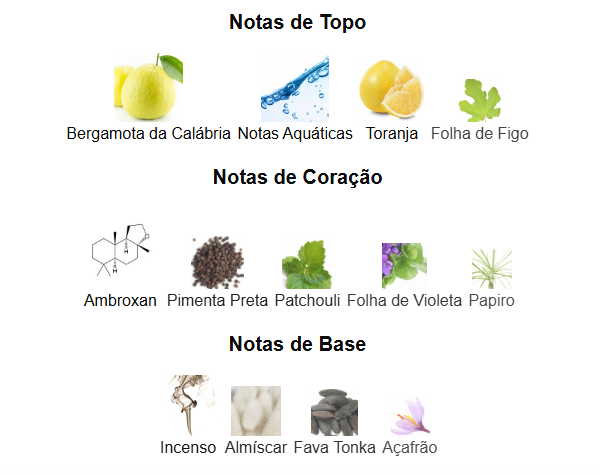 Notas de Topo
Bergamota da Calábria Notas Aquáticas Toranja Folha de Figo
Notas de Coração
Ambroxan Pimenta Preta Patchouli Folha de Violeta Papiro
Notas de Base
Incenso Almíscar Fava Tonka Açafrão